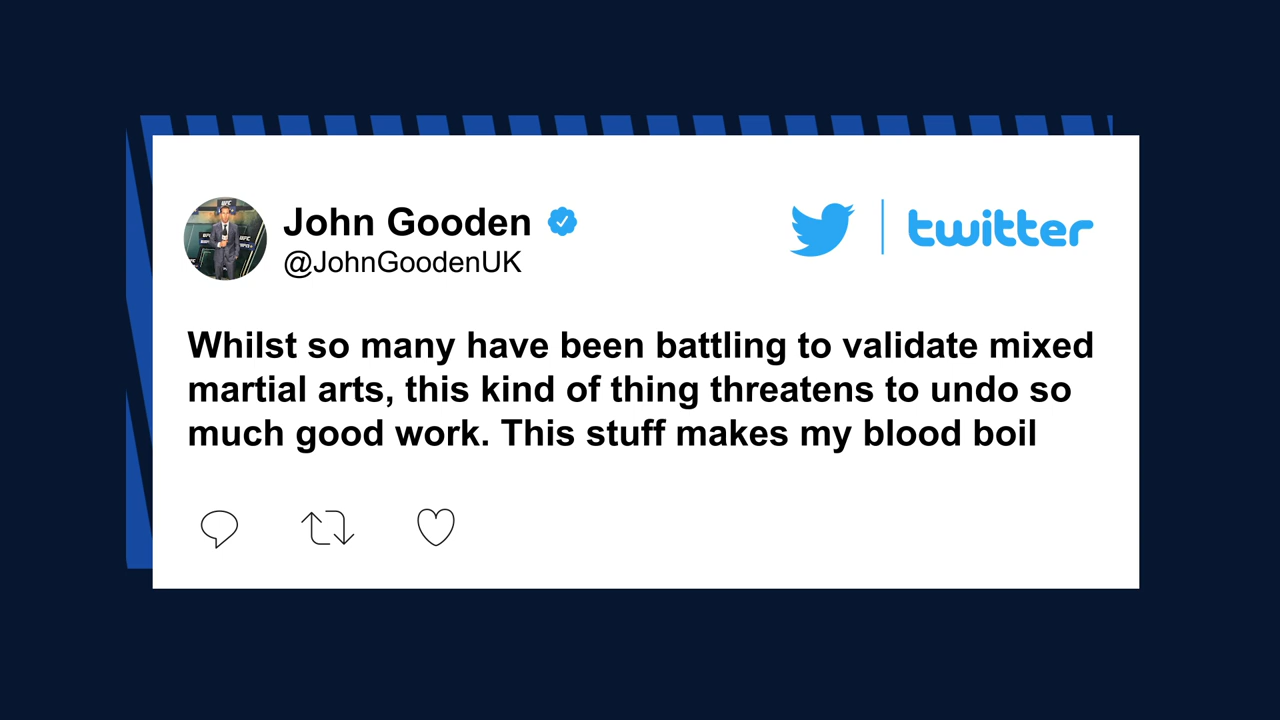 John Gooden
@JohnGoodenUK
twitter
Whilst so many have been battling to validate mixed
martial arts, this kind of thing threatens to undo so
much good work. This stuff makes my blood boil